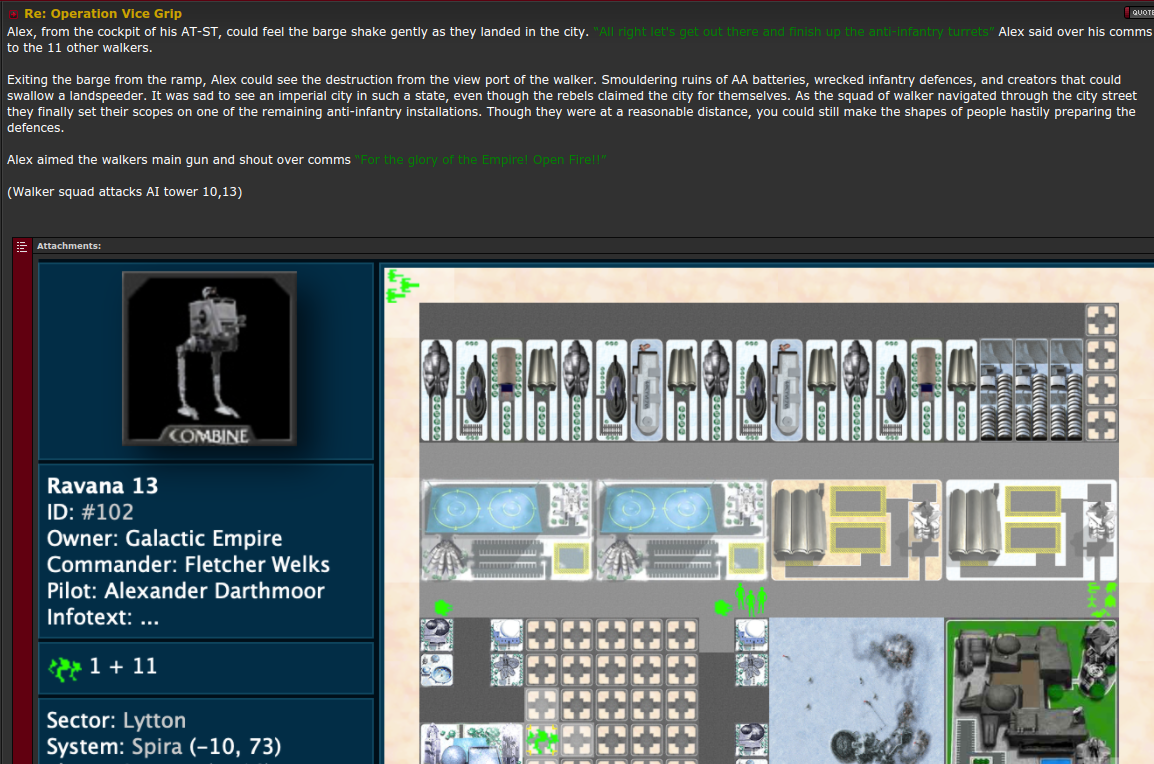 Re: Operation Vice Grip
QUOTE
Alex, from the cockpit of his AT-ST, could feel the barge shake gently as they landed in the city. "All right let's get out there and finish up the anti-infantry turrets" Alex said over his comms
to the 11 other walkers.
Exiting the barge from the ramp, Alex could see the destruction from the view port of the walker. Smouldering ruins of AA batteries, wrecked infantry defences, and creators that could
swallow a landspeeder. It was sad to see an imperial city in such a state, even though the rebels claimed the city for themselves. As the squad of walker navigated through the city street
they finally set their scopes on one of the remaining anti-infantry installations. Though they were at a reasonable distance, you could still make the shapes of people hastily preparing the
defences.
Alex aimed the walkers main gun and shout over comms "For the glory of the Empire! Open Fire!!"
(Walker squad attacks AI tower 10,13)
Attachments:
COMBINE
Ravana 13
ID: #102
Owner: Galactic Empire
Commander: Fletcher Welks
Pilot: Alexander Darthmoor
Infotext: ...
1 + 11
Sector: Lytton
System: Spira (-10, 73)